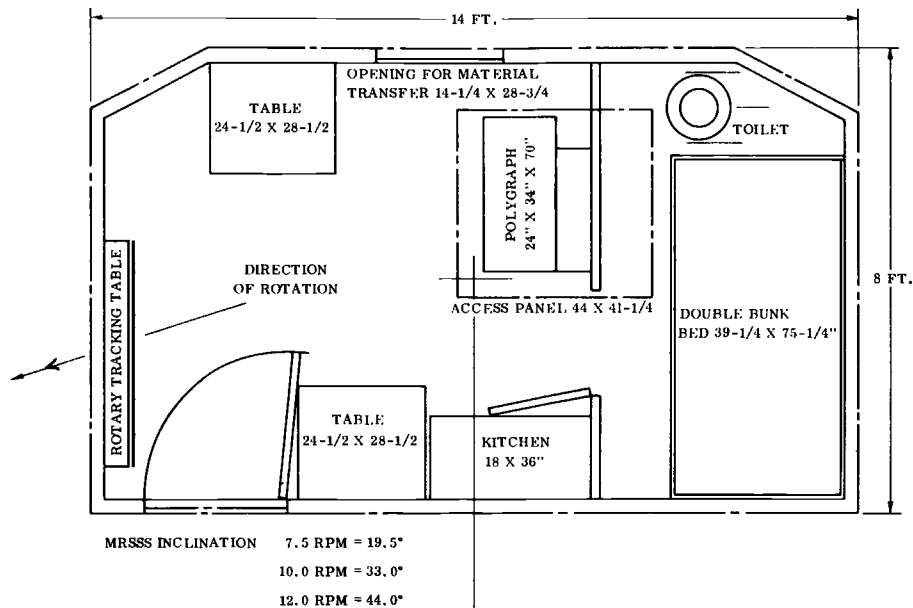 14 FT.
OPENING FOR MATERIAL
TRANSFER 14-1/4 X 28-3/4
TABLE
24-1/2 X 28-1/2
TOILET
POLYGRAPH
24" X 34" X 70"
8 FT.
DIRECTION
OF ROTATION
ROTARY TRACKING TABLE
ACCESS PANEL 44 X 41-1/4
DOUBLE BUNK
BED 39-1/4 X 75-1/4"
TABLE
24-1/2 X 28-1/2
KITCHEN
18 X 36"
MRSSS INCLINATION 7.5 RPM = 19.5°
10.0 RPM = 33.0°
12.0 RPM = 44.0°